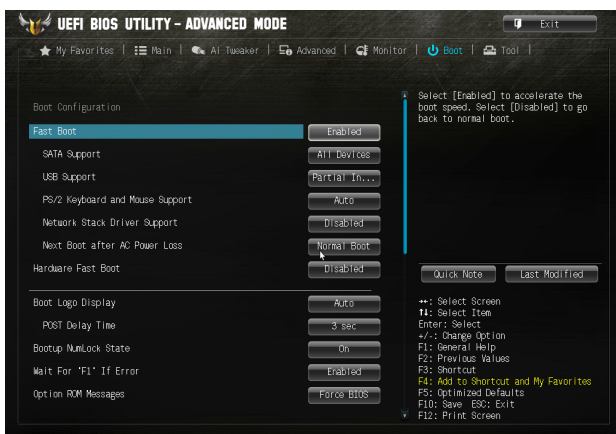 UEFI BIOS UTILITY – ADVANCED MODE
Exit
My Favorites
Main
Ai Tweaker
Advanced
Monitor
Boot
Tool
Boot Configuration
Fast Boot Enabled
SATA Support All Devices
USB Support Partial In...
PS/2 Keyboard and Mouse Support Auto
Network Stack Driver Support Disabled
Next Boot after AC Power Loss Normal Boot
Hardware Fast Boot Disabled
Boot Logo Display Auto
POST Delay Time 3 sec
Bootup NumLock State On
Wait For 'F1' If Error Enabled
Option ROM Messages Force BIOS
Select [Enabled] to accelerate the
boot speed. Select [Disabled] to go
back to normal boot.
Quick Note
Last Modified
→←: Select Screen
↑↓: Select Item
Enter: Select
+/-: Change Option
F1: General Help
F2: Previous Values
F3: Shortcut
F4: Add to Shortcut and My Favorites
F5: Optimized Defaults
F10: Save ESC: Exit
F12: Print Screen